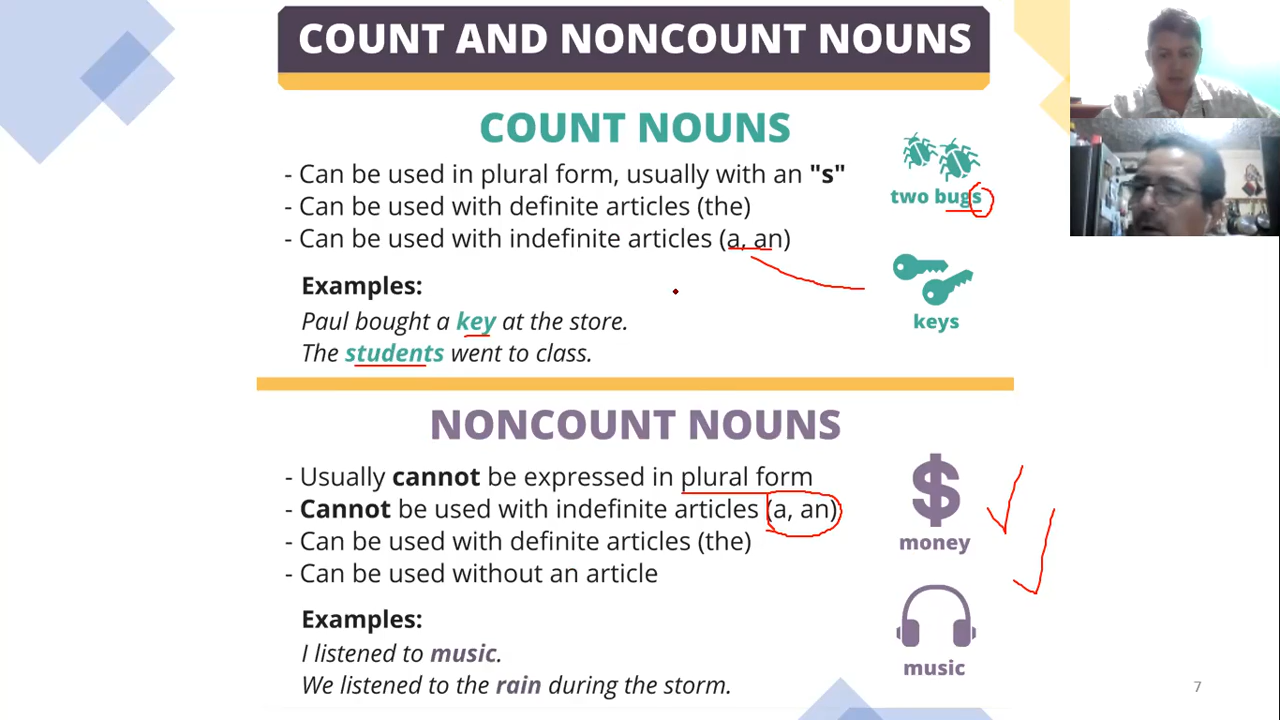 COUNT AND NONCOUNT NOUNS
COUNT NOUNS
- Can be used in plural form, usually with an "s"
- Can be used with definite articles (the)
- Can be used with indefinite articles (a, an)
two bugs
Examples:
Paul bought a key at the store.
The students went to class.
keys
NONCOUNT NOUNS
- Usually cannot be expressed in plural form
- Cannot be used with indefinite articles (a, an)
- Can be used with definite articles (the)
- Can be used without an article
money
Examples:
I listened to music.
We listened to the rain during the storm.
music
7